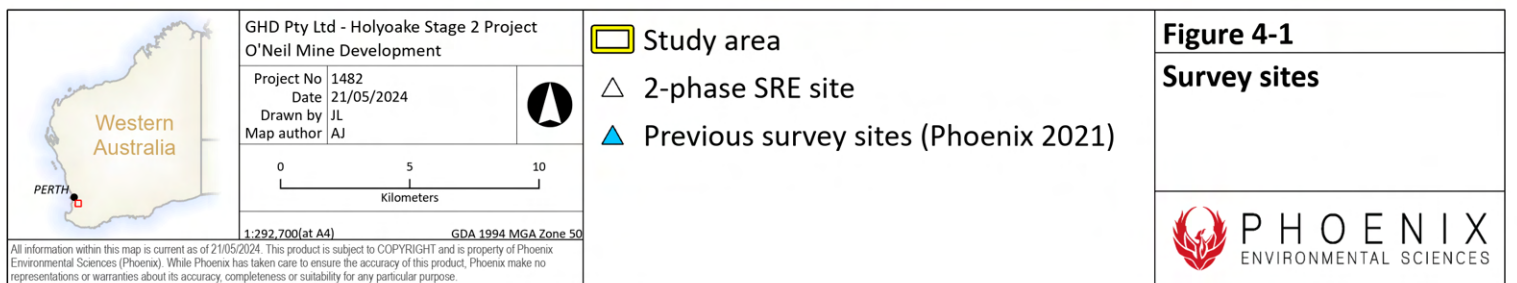 Western
Australia
PERTH
GHD Pty Ltd - Holyoake Stage 2 Project
O'Neil Mine Development
Project No 1482
Date 21/05/2024
Drawn by JL
Map author AJ
0 5 10
Kilometers
1:292,700(at A4) GDA 1994 MGA Zone 50
All information within this map is current as of 21/05/2024. This product is subject to COPYRIGHT and is property of Phoenix
Environmental Sciences (Phoenix). While Phoenix has taken care to ensure the accuracy of this product, Phoenix make no
representations or warranties about its accuracy, completeness or suitability for any particular purpose.
Study area
2-phase SRE site
Previous survey sites (Phoenix 2021)
Figure 4-1
Survey sites
PHOENIX
ENVIRONMENTAL SCIENCES